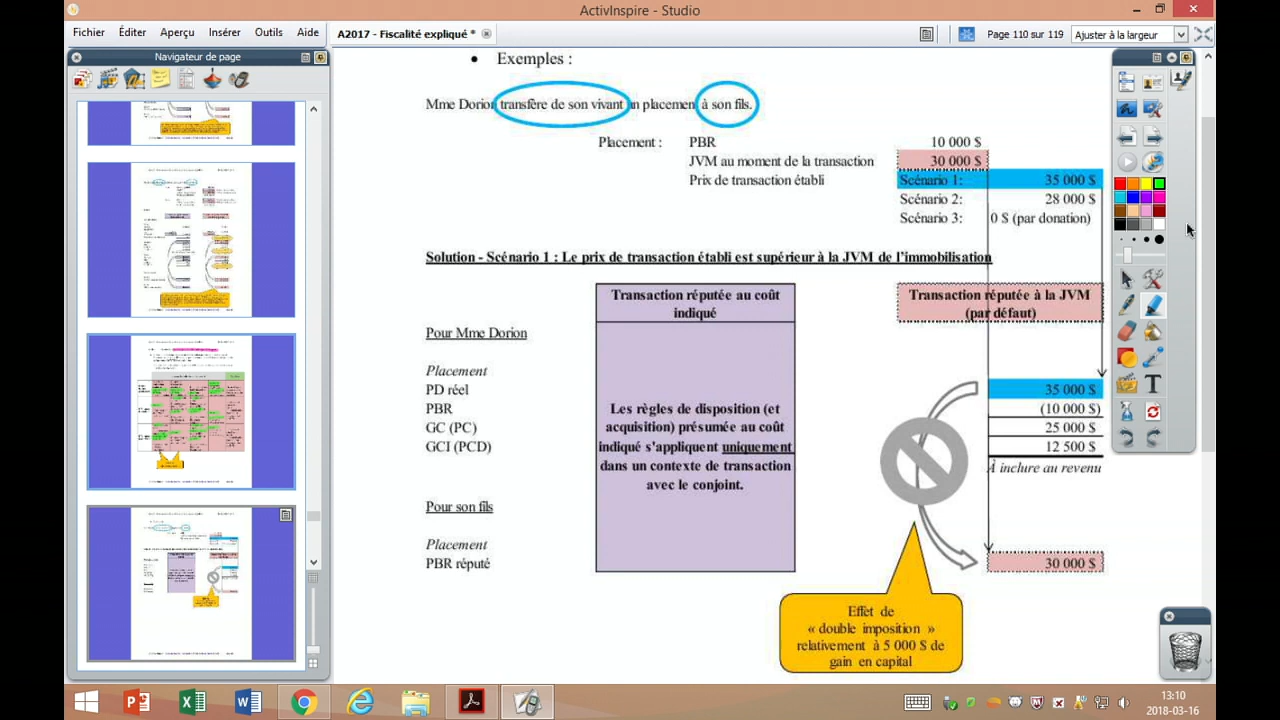 ActivInspire - Studio
Fichier Éditer Aperçu Insérer Outils Aide
A2017 - Fiscalité expliqué *
Page 110 sur 119
Ajuster à la largeur
Navigateur de page
• Exemples :
Mme Dorion transfère de son vivant un placement à son fils.
Placement : PBR 10 000 $
JVM au moment de la transaction 30 000 $
Prix de transaction établi Scénario 1: 35 000 $
Scénario 2: 28 000 $
Scénario 3: 0 $ (par donation)
Solution - Scénario 1 : Le prix de transaction établi est supérieur à la JVM de l'immobilisation
Transaction réputée au coût
indiqué
Transaction réputée à la JVM
(par défaut)
Pour Mme Dorion
Placement
PD réel 35 000 $
PBR (10 000 $)
GC (PC) 25 000 $
GCI (PCD) 12 500 $
À inclure au revenu
Les règles de disposition (et
acquisition) présumée au coût
indiqué s'appliquent uniquement
dans un contexte de transaction
avec le conjoint.
Pour son fils
Placement
PBR réputé 30 000 $
Effet de
« double imposition »
relativement à 5 000 $ de
gain en capital
13:10
2018-03-16